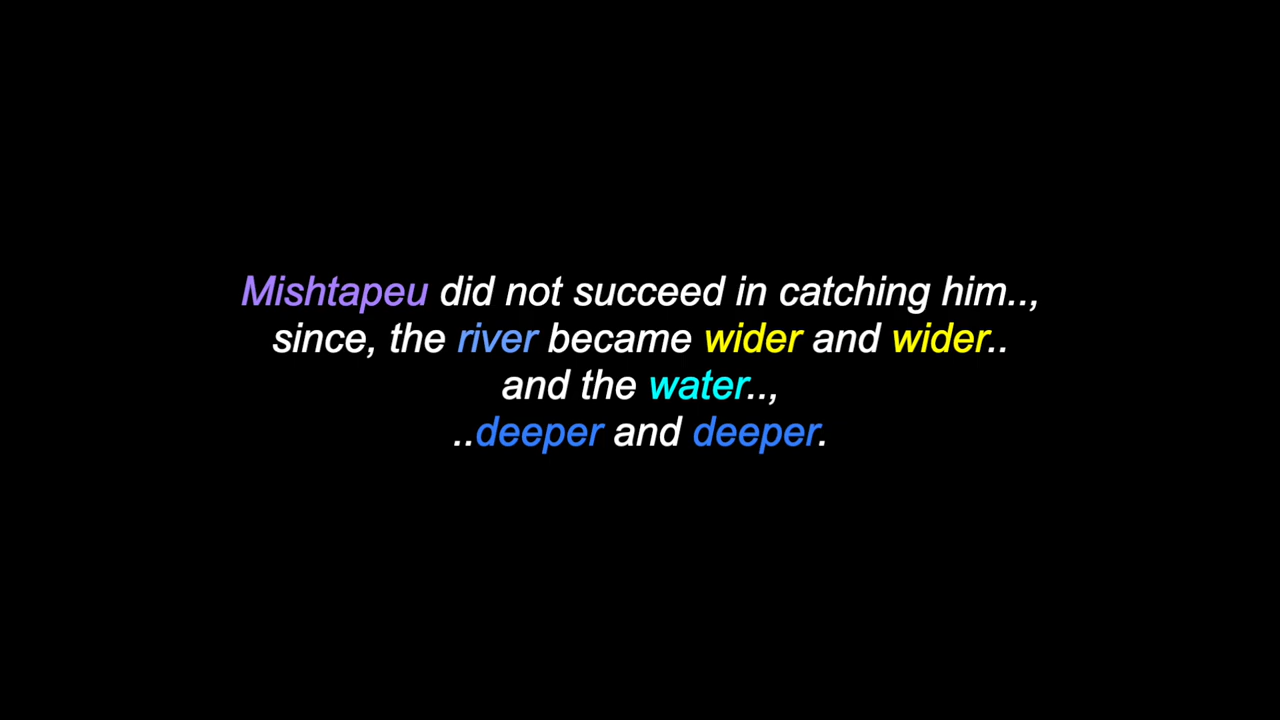 Mishtapeu did not succeed in catching him..,
since, the river became wider and wider..
and the water..,
..deeper and deeper.